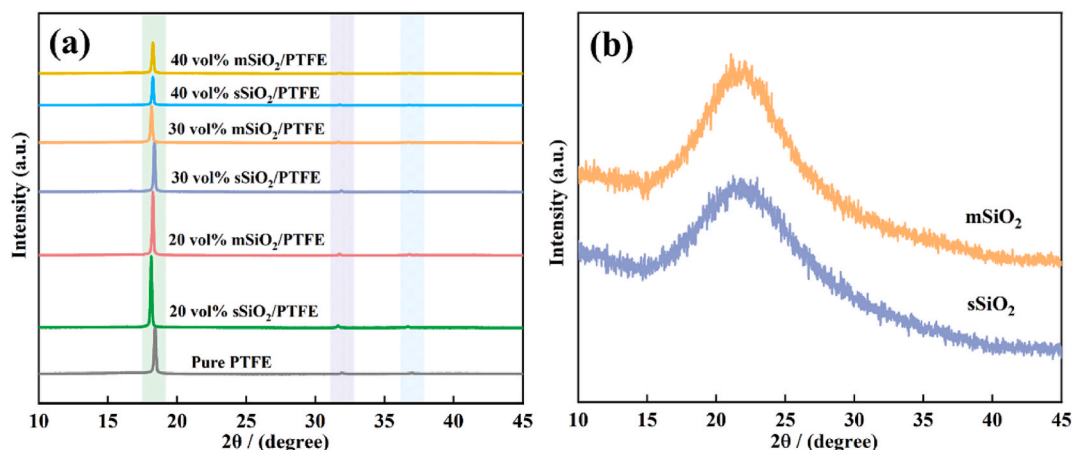 (a)
40 vol% mSiO₂/PTFE
40 vol% sSiO₂/PTFE
30 vol% mSiO₂/PTFE
30 vol% sSiO₂/PTFE
20 vol% mSiO₂/PTFE
20 vol% sSiO₂/PTFE
Pure PTFE
Intensity (a.u.)
10 15 20 25 30 35 40 45
2θ / (degree)
(b)
mSiO₂
sSiO₂
Intensity (a.u.)
10 15 20 25 30 35 40 45
2θ / (degree)